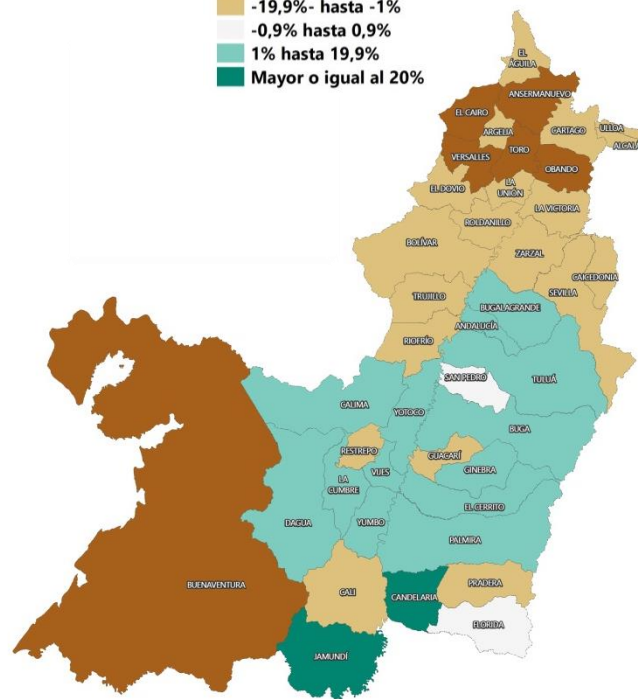 -19,9%- hasta -1%
-0,9% hasta 0,9%
1% hasta 19,9%
Mayor o igual al 20%
EL
ÁGUILA
ANSERMANUEVO
EL CAIRO
ARGELIA
CARTAGO
ULLOA
ALCALÁ
VERSALLES
TORO
OBANDO
EL DOVIO
LA
UNIÓN
LA VICTORIA
ROLDANILLO
BOLÍVAR
ZARZAL
CAICEDONIA
SEVILLA
TRUJILLO
BUGALAGRANDE
ANDALUCÍA
RIOFRÍO
SAN PEDRO
TULUÁ
CALIMA
YOTOCO
BUGA
RESTREPO
GUACARÍ
VIJES
GINEBRA
LA
CUMBRE
EL CERRITO
DAGUA
YUMBO
PALMIRA
BUENAVENTURA
CALI
CANDELARIA
PRADERA
FLORIDA
JAMUNDÍ